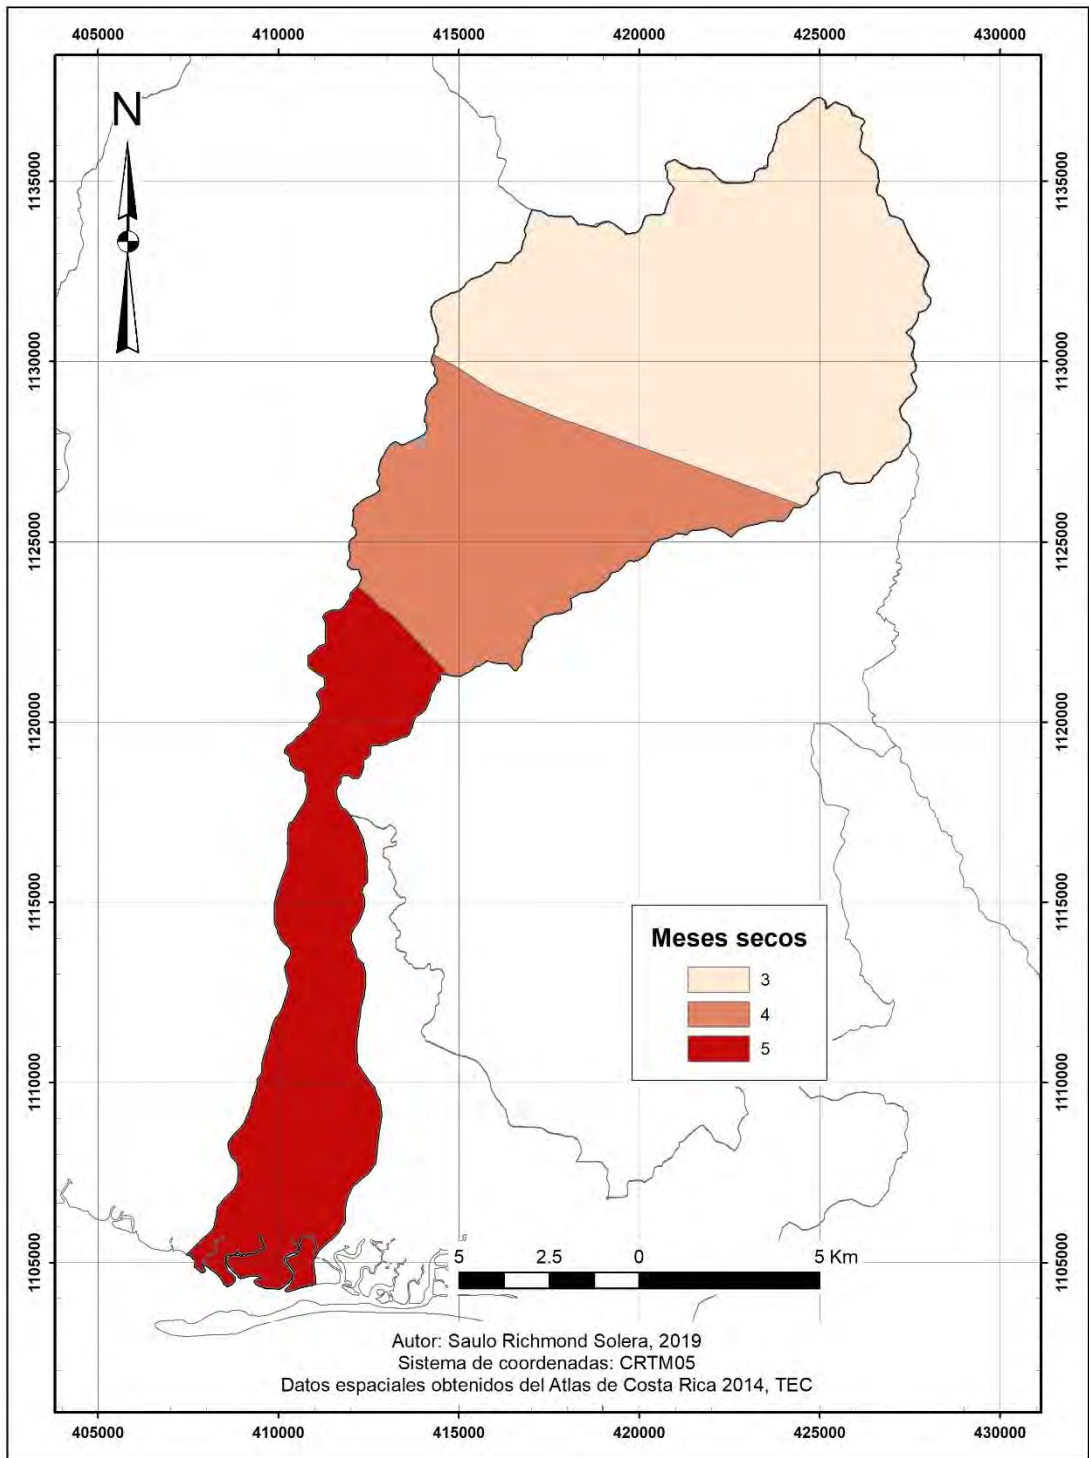 405000 410000 415000 420000 425000 430000
N
1135000 1135000
1130000 1130000
1125000 1125000
1120000 1120000
1115000 1115000
Meses secos
3
4
5
1110000 1110000
5 2.5 0 5 Km
1105000 1105000
Autor: Saulo Richmond Solera, 2019
Sistema de coordenadas: CRTM05
Datos espaciales obtenidos del Atlas de Costa Rica 2014, TEC
405000 410000 415000 420000 425000 430000